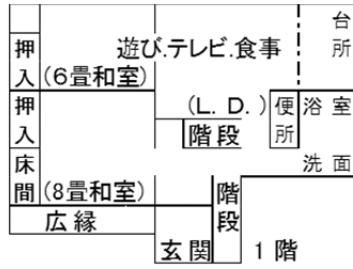 台所
押入
遊び.テレビ.食事
(6畳和室)
押入
(L. D. )
便所
浴室
階段
床間
洗面
(8畳和室)
階段
広縁
玄関
1階